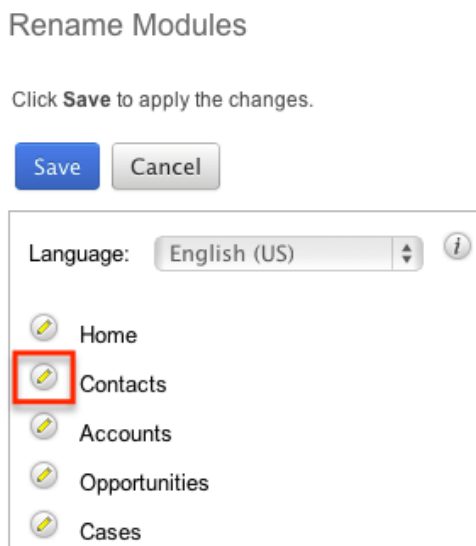 Rename Modules
Click Save to apply the changes.
Save Cancel
Language: English (US) i
Home
Contacts
Accounts
Opportunities
Cases